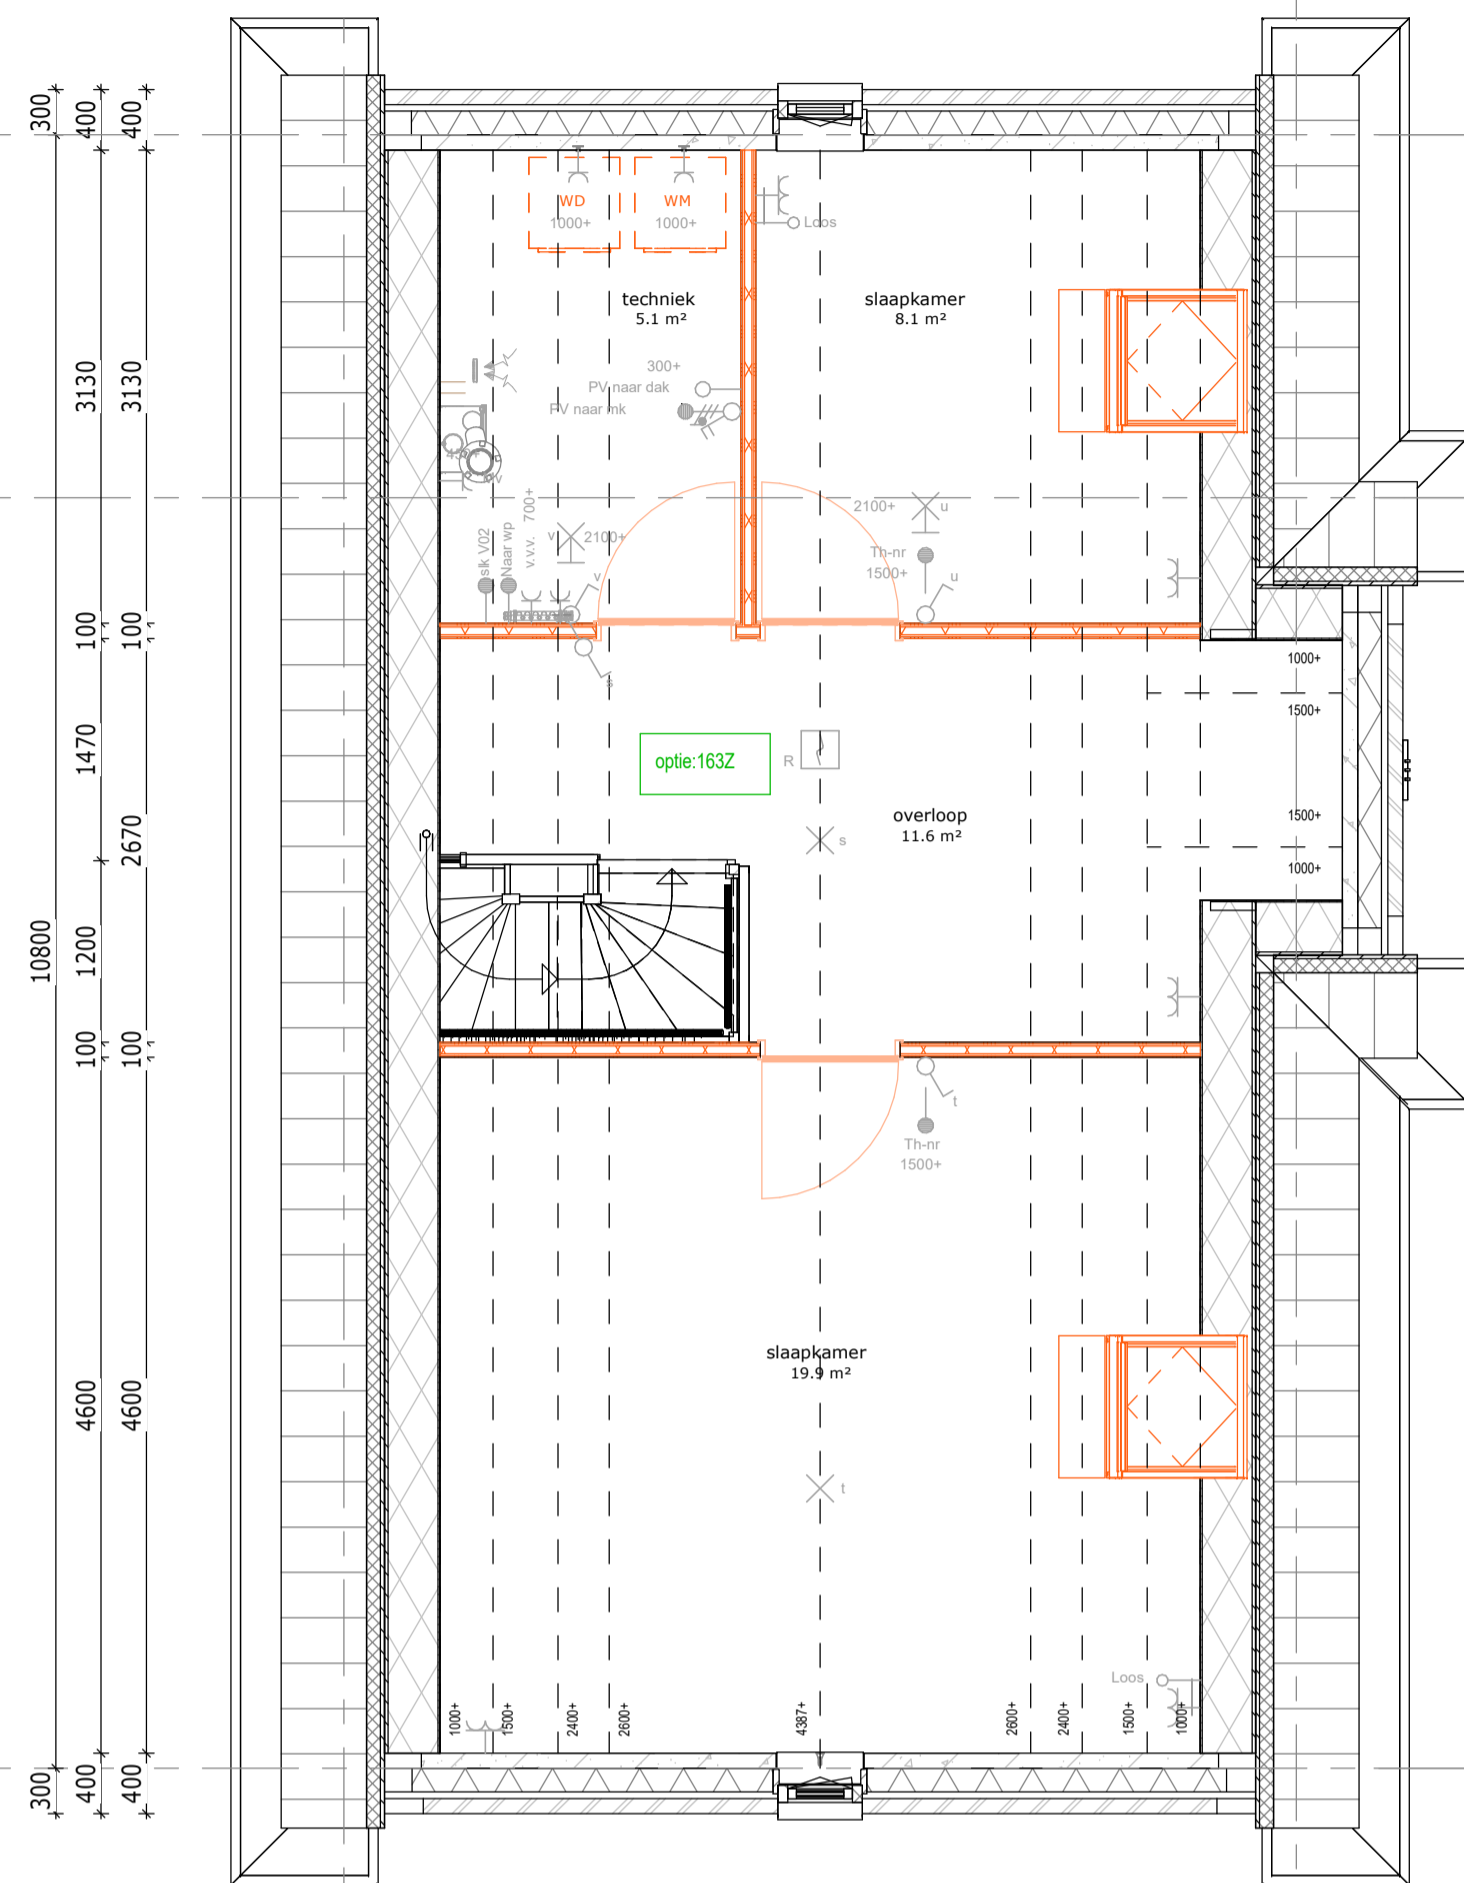 300
400
400
3130
3130
100
100
1470
2670
10800
1200
100
100
4600
4600
300
400
400
WD
1000+
WM
1000+
Loos
techniek
5.1 m²
slaapkamer
8.1 m²
300+
PV naar dak
PV naar mk
slk V02
Naar wp
v.v.v. 700+
v
2100+
v
2100+
u
Th-nr
1500+
u
s
1000+
1500+
optie:163Z
R
overloop
11.6 m²
s
1500+
1000+
t
Th-nr
1500+
slaapkamer
19.9 m²
t
Loos
1000+
1500+
2400+
2600+
4387+
2600+
2400+
1500+
1000+